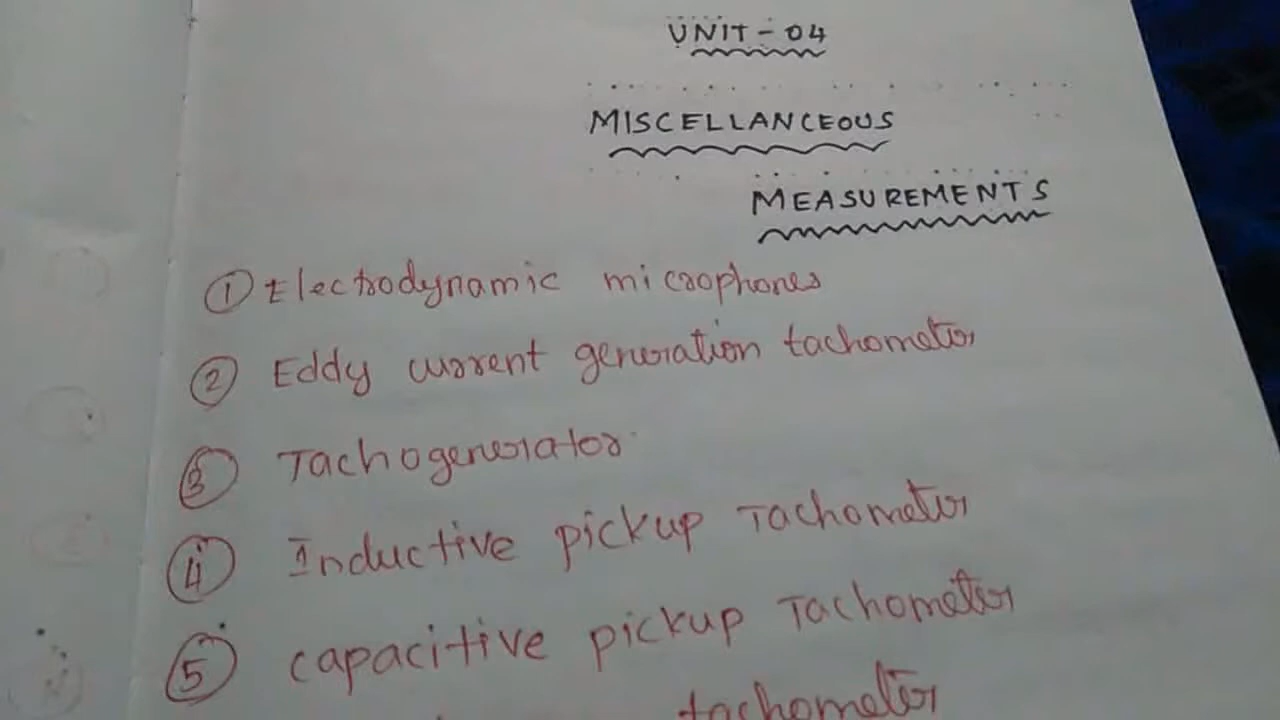 UNIT - 04
MISCELLANCEOUS
MEASUREMENTS
① Electrodynamic microphones
② Eddy current generation tachometer
③ Tachogenerator
④ Inductive pickup Tachometer
⑤ capacitive pickup Tachometer
tachometer